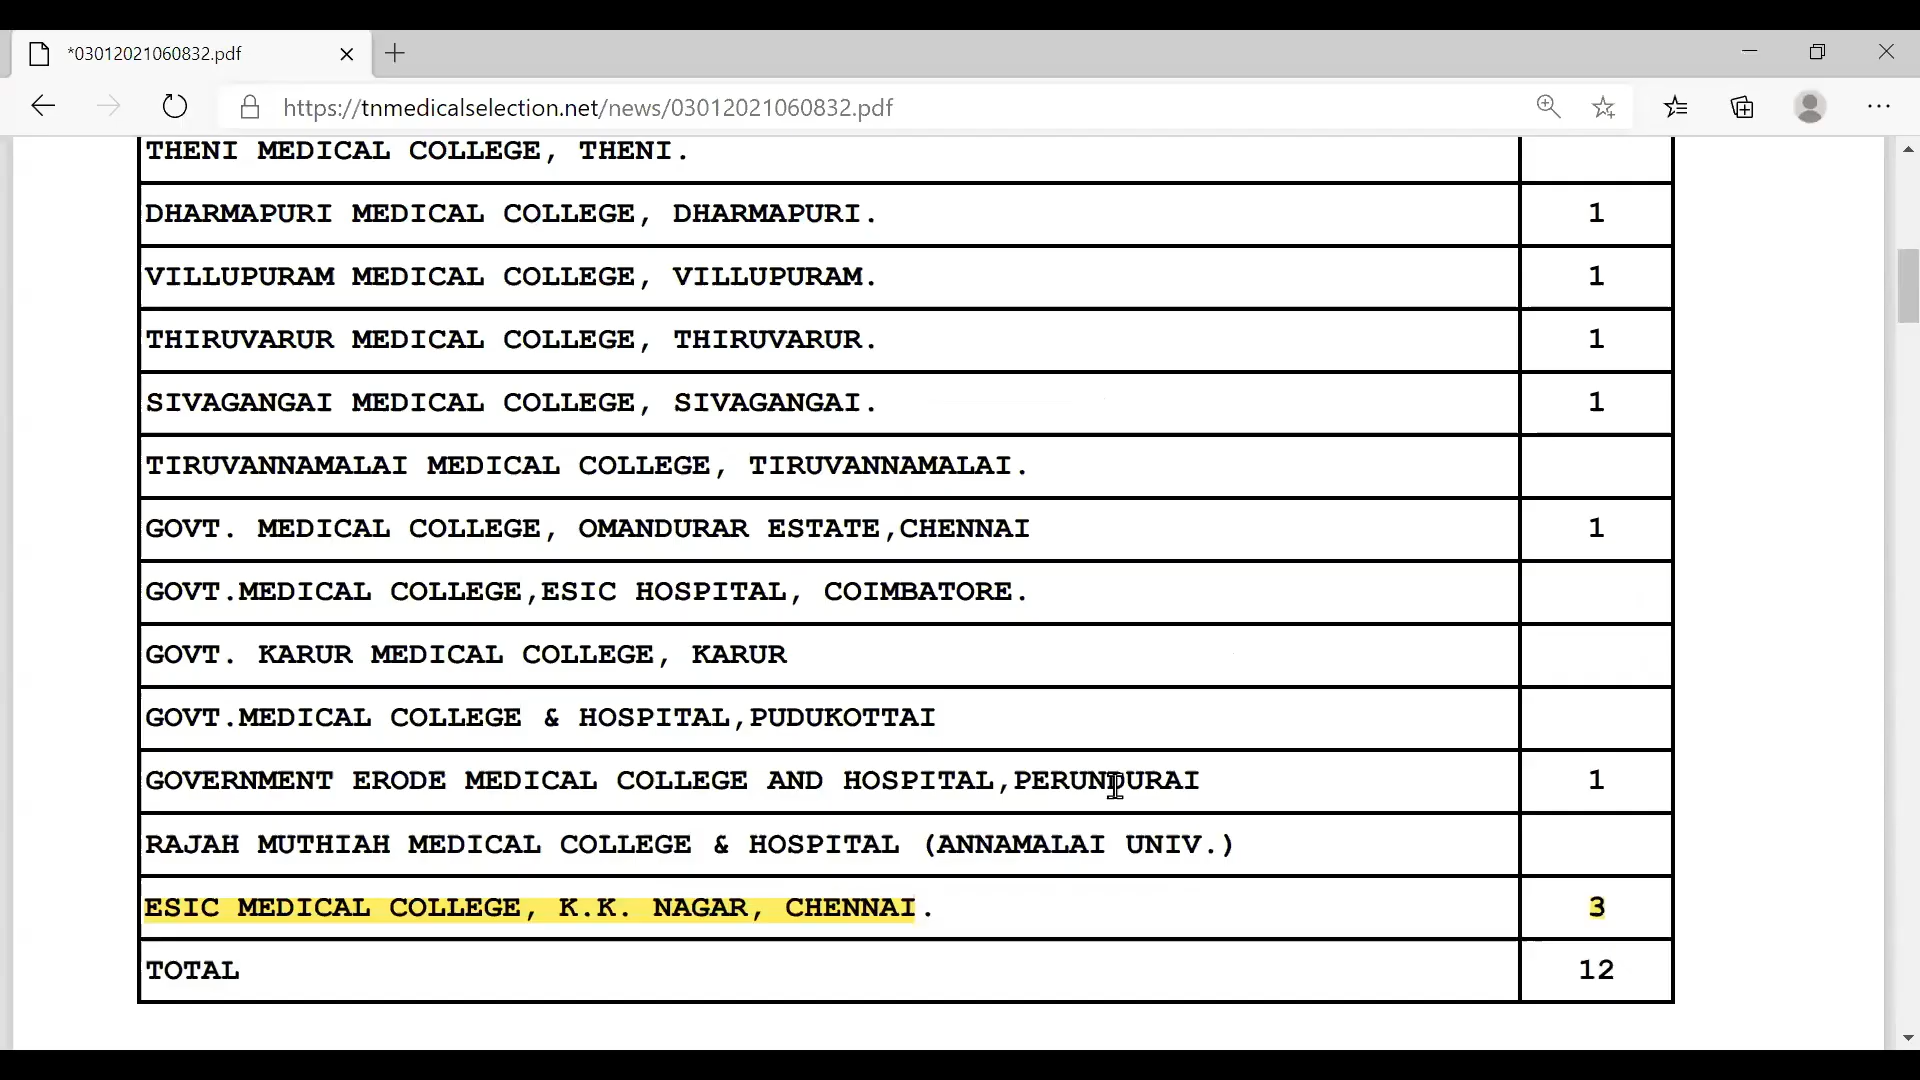 *03012021060832.pdf
https://tnmedicalselection.net/news/03012021060832.pdf
THENI MEDICAL COLLEGE, THENI.
DHARMAPURI MEDICAL COLLEGE, DHARMAPURI. 1
VILLUPURAM MEDICAL COLLEGE, VILLUPURAM. 1
THIRUVARUR MEDICAL COLLEGE, THIRUVARUR. 1
SIVAGANGAI MEDICAL COLLEGE, SIVAGANGAI. 1
TIRUVANNAMALAI MEDICAL COLLEGE, TIRUVANNAMALAI.
GOVT. MEDICAL COLLEGE, OMANDURAR ESTATE,CHENNAI 1
GOVT.MEDICAL COLLEGE,ESIC HOSPITAL, COIMBATORE.
GOVT. KARUR MEDICAL COLLEGE, KARUR
GOVT.MEDICAL COLLEGE & HOSPITAL,PUDUKOTTAI
GOVERNMENT ERODE MEDICAL COLLEGE AND HOSPITAL,PERUNDURAI 1
RAJAH MUTHIAH MEDICAL COLLEGE & HOSPITAL (ANNAMALAI UNIV.)
ESIC MEDICAL COLLEGE, K.K. NAGAR, CHENNAI. 3
TOTAL 12